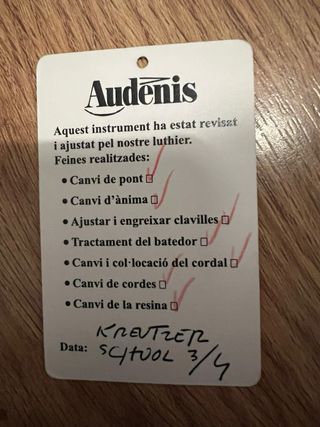 Audenis
Aquest instrument ha estat reviszt
i ajustat pel nostre luthier.
Feines realitzades:
• Canvi de pont
• Canvi d'ànima
• Ajustar i engreixar clavilles
• Tractament del batedor
• Canvi i col·locació del cordal
• Canvi de cordes
• Canvi de la resina
KREUTZER
Data: SCHOOL 3/4